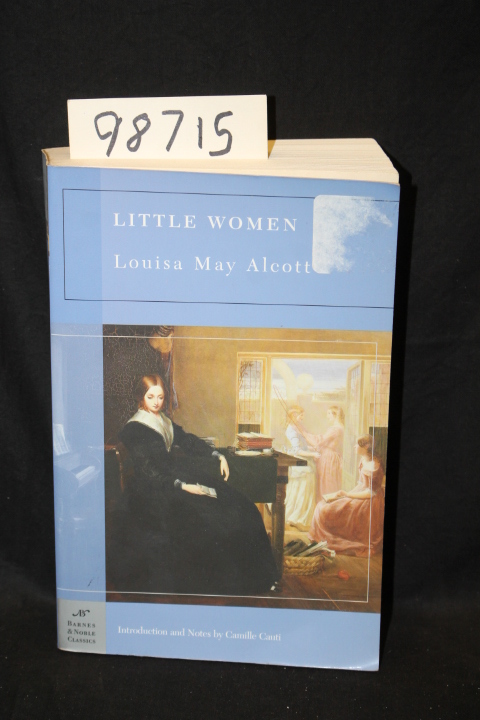 98715
LITTLE WOMEN
Louisa May Alcott
BARNES
& NOBLE
CLASSICS
Introduction and Notes by Camille Cauti